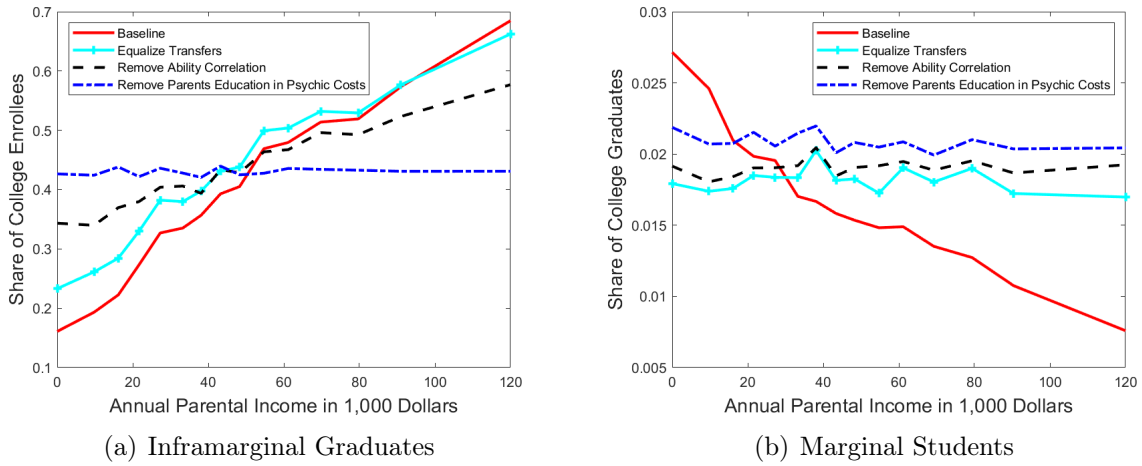 0.7
0.6
0.5
0.4
0.3
0.2
0.1
Share of College Enrollees
Baseline
Equalize Transfers
Remove Ability Correlation
Remove Parents Education in Psychic Costs
0 20 40 60 80 100 120
Annual Parental Income in 1,000 Dollars
(a) Inframarginal Graduates
0.03
0.025
0.02
0.015
0.01
0.005
Share of College Graduates
Baseline
Equalize Transfers
Remove Ability Correlation
Remove Parents Education in Psychic Costs
0 20 40 60 80 100 120
Annual Parental Income in 1,000 Dollars
(b) Marginal Students